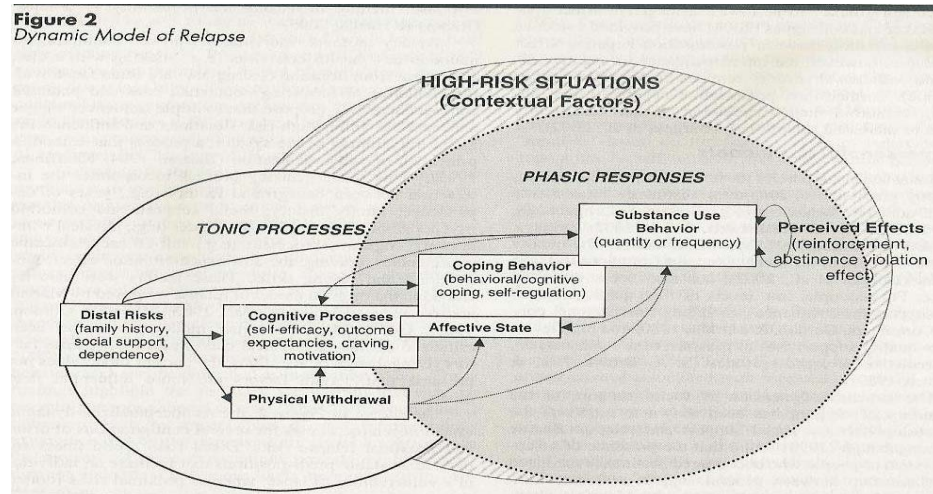 Figure 2
Dynamic Model of Relapse
HIGH-RISK SITUATIONS
(Contextual Factors)
PHASIC RESPONSES
TONIC PROCESSES
Substance Use
Behavior
(quantity or frequency)
Perceived Effects
(reinforcement,
abstinence violation
effect)
Coping Behavior
(behavioral/cognitive
coping, self-regulation)
Affective State
Distal Risks
(family history,
social support,
dependence)
Cognitive Processes
(self-efficacy, outcome
expectancies, craving,
motivation)
Physical Withdrawal